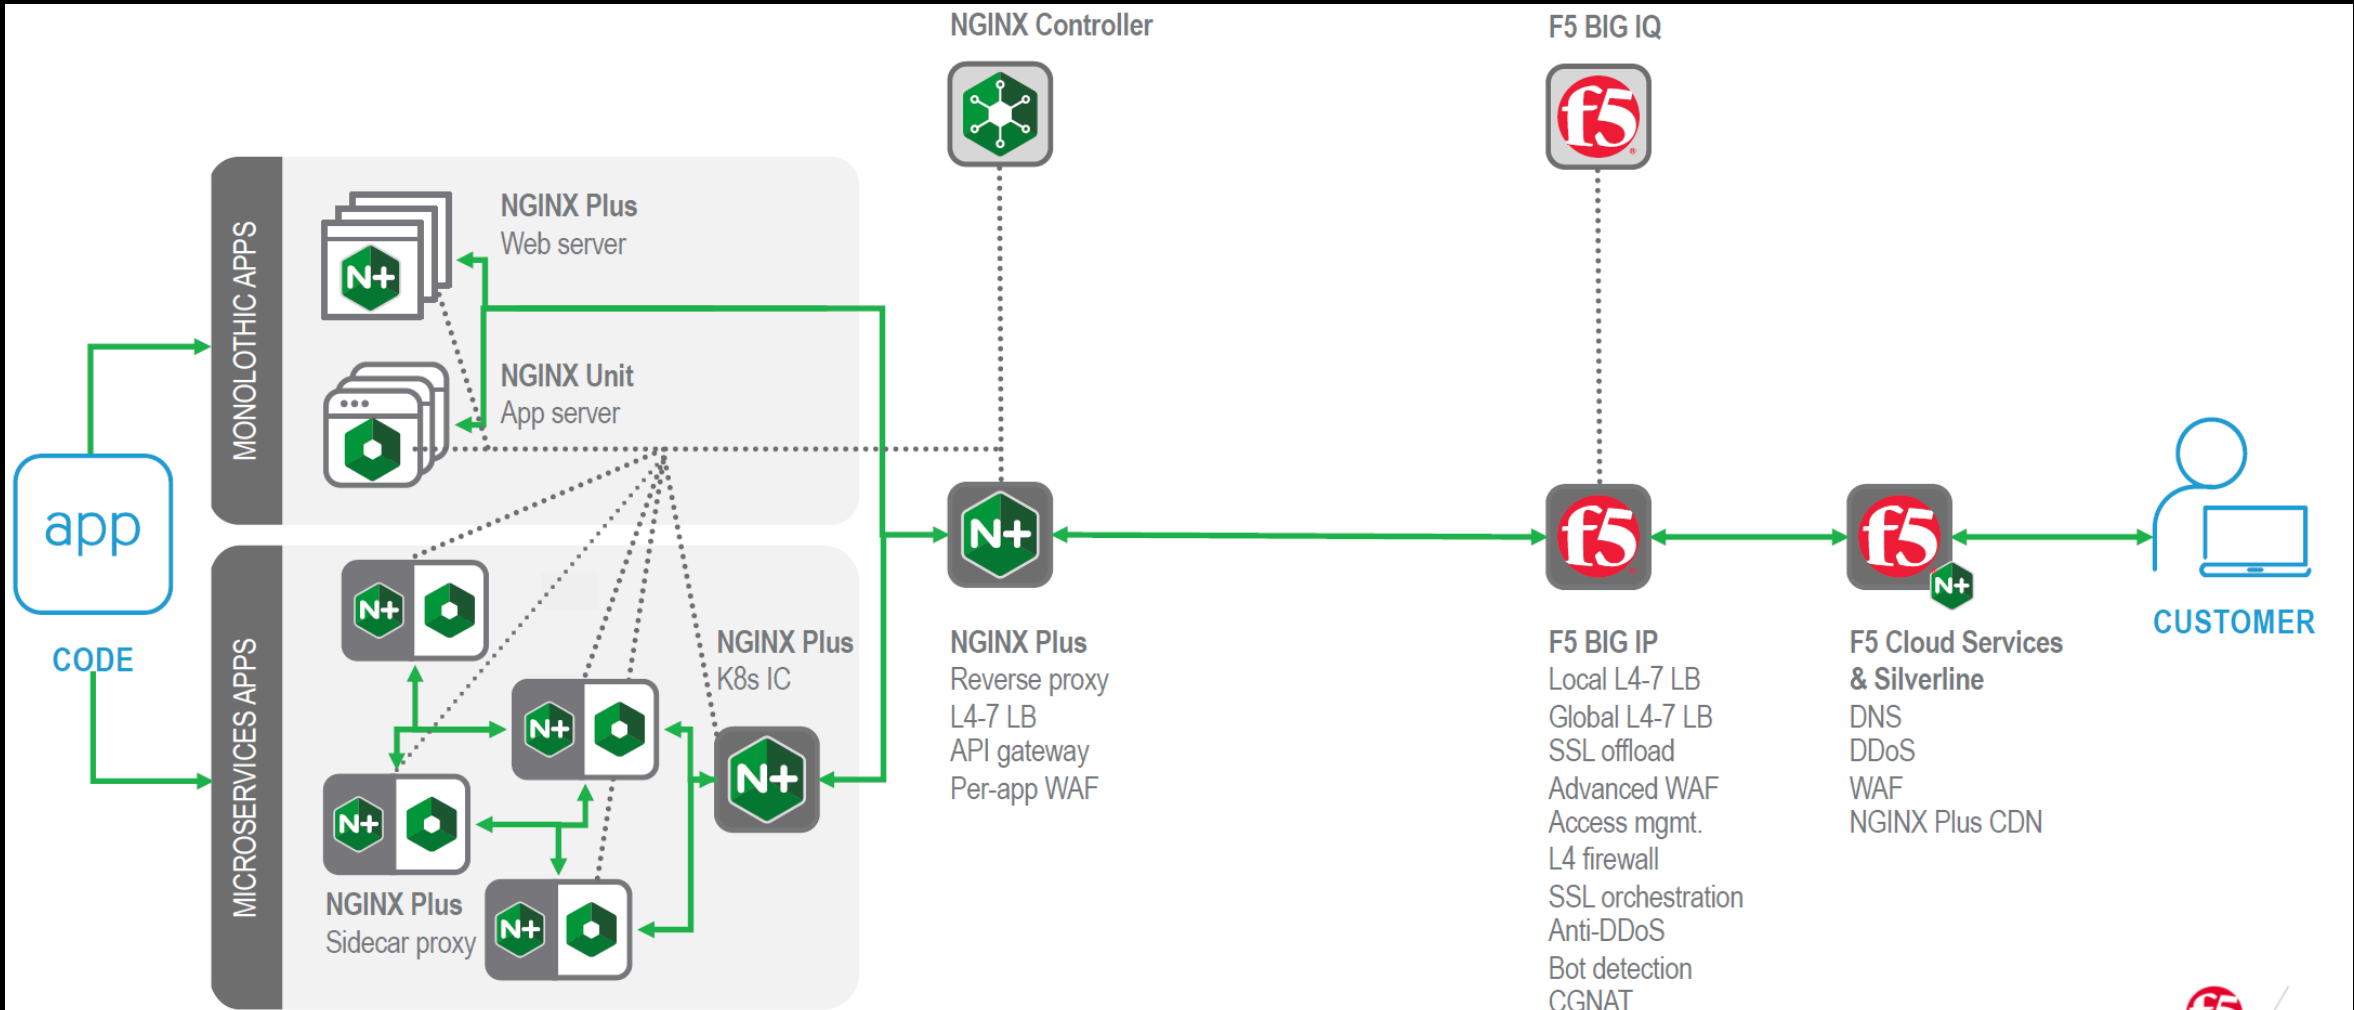 NGINX Controller
F5 BIG IQ
f5
MONOLOTHIC APPS
NGINX Plus
Web server
N+
NGINX Unit
App server
app
CODE
MICROSERVICES APPS
N+
N+
N+
N+
NGINX Plus
Sidecar proxy
NGINX Plus
K8s IC
N+
N+
NGINX Plus
Reverse proxy
L4-7 LB
API gateway
Per-app WAF
f5
F5 BIG IP
Local L4-7 LB
Global L4-7 LB
SSL offload
Advanced WAF
Access mgmt.
L4 firewall
SSL orchestration
Anti-DDoS
Bot detection
CGNAT
f5
N+
F5 Cloud Services
& Silverline
DNS
DDoS
WAF
NGINX Plus CDN
CUSTOMER
f5